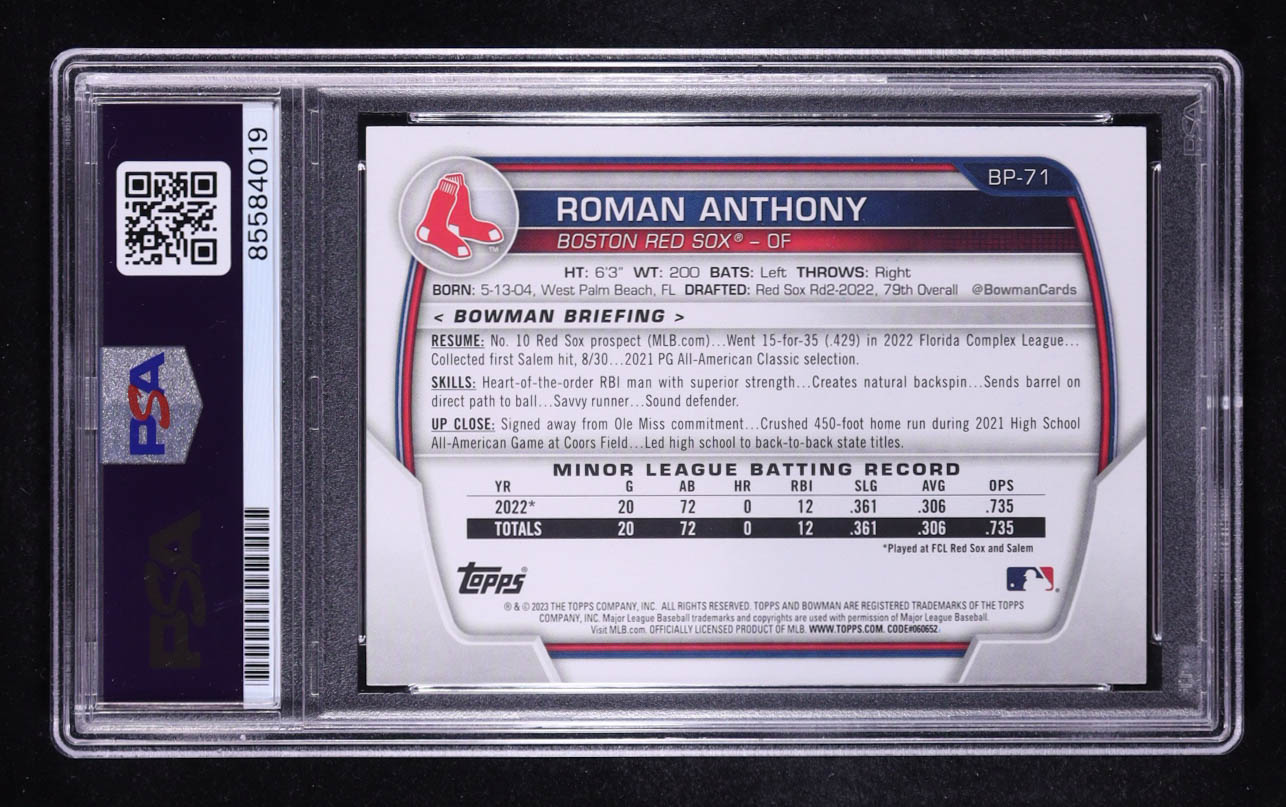 85584019
PSA
PSA
BP-71
ROMAN ANTHONY
BOSTON RED SOX® – OF
TM
HT: 6'3" WT: 200 BATS: Left THROWS: Right
BORN: 5-13-04, West Palm Beach, FL DRAFTED: Red Sox Rd2-2022, 79th Overall @BowmanCards
< BOWMAN BRIEFING >
RESUME: No. 10 Red Sox prospect (MLB.com)...Went 15-for-35 (.429) in 2022 Florida Complex League...
Collected first Salem hit, 8/30...2021 PG All-American Classic selection.
SKILLS: Heart-of-the-order RBI man with superior strength...Creates natural backspin...Sends barrel on
direct path to ball...Savvy runner...Sound defender.
UP CLOSE: Signed away from Ole Miss commitment...Crushed 450-foot home run during 2021 High School
All-American Game at Coors Field...Led high school to back-to-back state titles.
MINOR LEAGUE BATTING RECORD
YR G AB HR RBI SLG AVG OPS
2022* 20 72 0 12 .361 .306 .735
TOTALS 20 72 0 12 .361 .306 .735
*Played at FCL Red Sox and Salem
Topps®
® & © 2023 THE TOPPS COMPANY, INC. ALL RIGHTS RESERVED. TOPPS AND BOWMAN ARE REGISTERED TRADEMARKS OF THE TOPPS
COMPANY, INC. Major League Baseball trademarks and copyrights are used with permission of Major League Baseball.
Visit MLB.com. OFFICIALLY LICENSED PRODUCT OF MLB. WWW.TOPPS.COM. CODE#060652
PSA